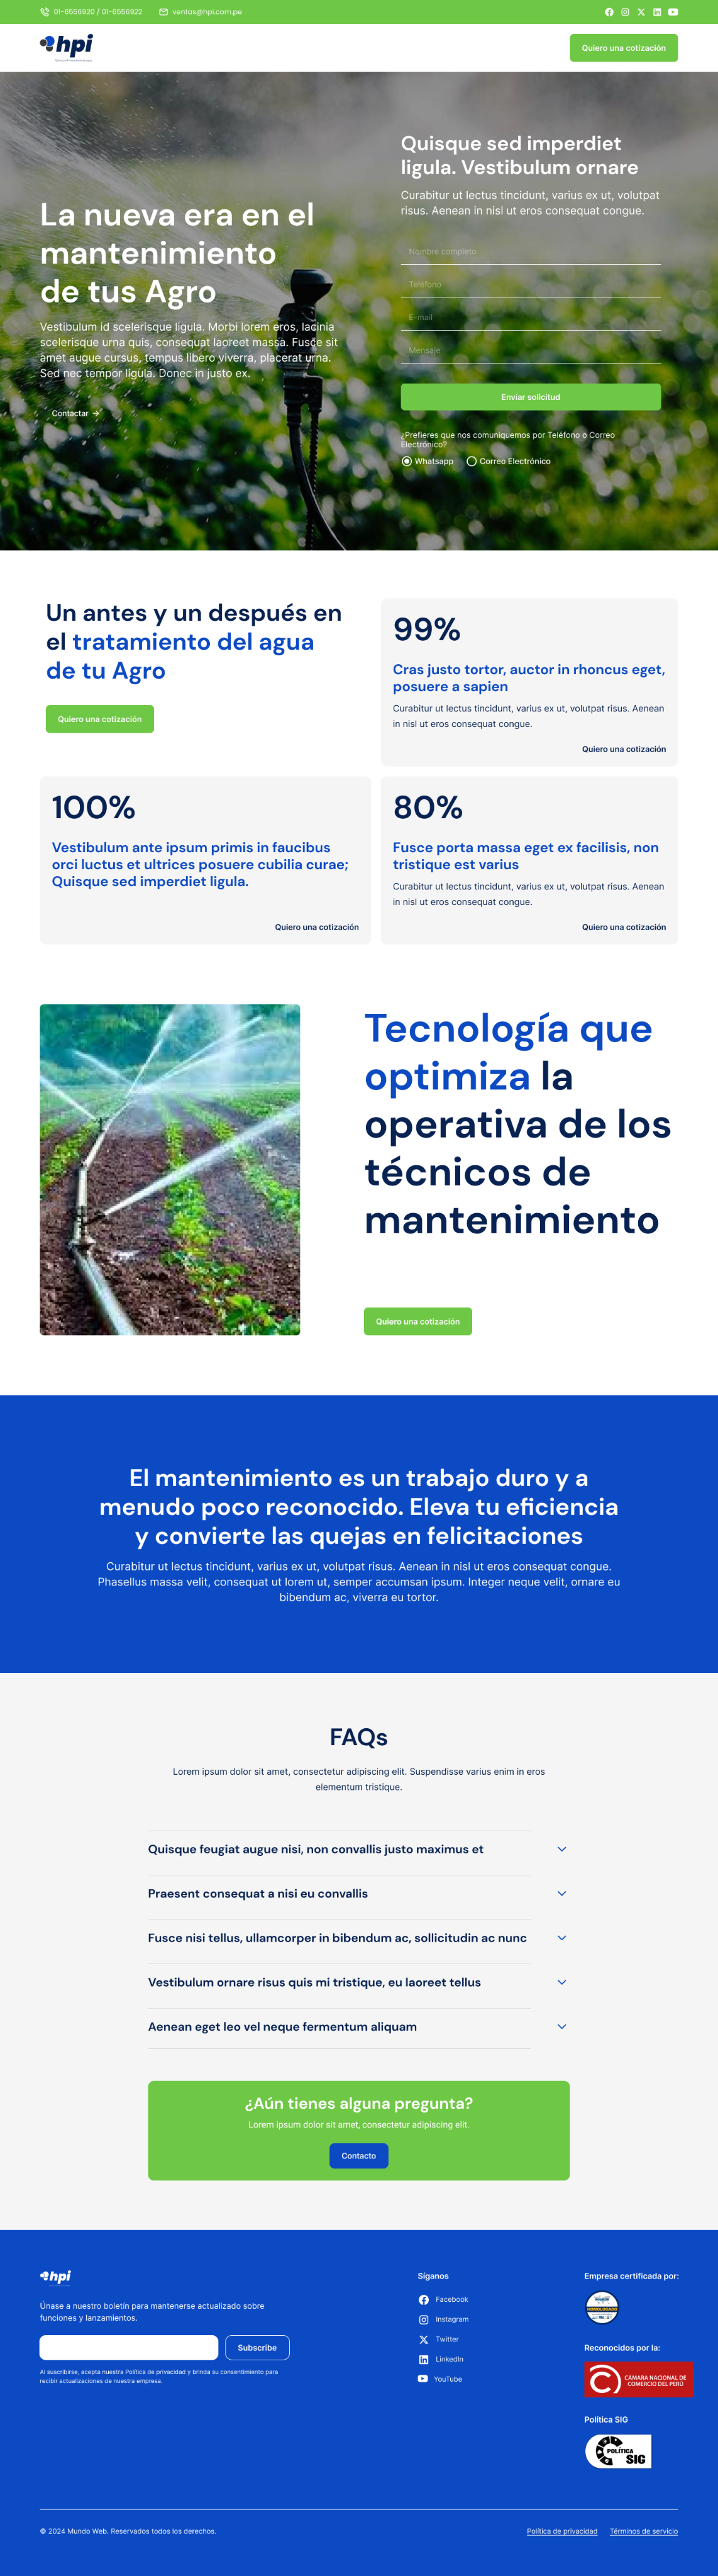 01-6556920 / 01-6556922
ventas@hpi.com.pe
hpi
Quiero una cotización
La nueva era en el
mantenimiento
de tus Agro
Vestibulum id scelerisque ligula. Morbi lorem eros, lacinia
scelerisque urna quis, consequat laoreet massa. Fusce sit
amet augue cursus, tempus libero viverra, placerat urna.
Sed nec tempor ligula. Donec in justo ex.
Contactar →
Quisque sed imperdiet
ligula. Vestibulum ornare
Curabitur ut lectus tincidunt, varius ex ut, volutpat
risus. Aenean in nisl ut eros consequat congue.
Nombre completo
Teléfono
E-mail
Mensaje
Enviar solicitud
¿Prefieres que nos comuniquemos por Teléfono o Correo
Electrónico?
Whatsapp
Correo Electrónico
Un antes y un después en
el tratamiento del agua
de tu Agro
Quiero una cotización
99%
Cras justo tortor, auctor in rhoncus eget,
posuere a sapien
Curabitur ut lectus tincidunt, varius ex ut, volutpat risus. Aenean
in nisl ut eros consequat congue.
Quiero una cotización
100%
Vestibulum ante ipsum primis in faucibus
orci luctus et ultrices posuere cubilia curae;
Quisque sed imperdiet ligula.
Quiero una cotización
80%
Fusce porta massa eget ex facilisis, non
tristique est varius
Curabitur ut lectus tincidunt, varius ex ut, volutpat risus. Aenean
in nisl ut eros consequat congue.
Quiero una cotización
Tecnología que
optimiza la
operativa de los
técnicos de
mantenimiento
Quiero una cotización
El mantenimiento es un trabajo duro y a
menudo poco reconocido. Eleva tu eficiencia
y convierte las quejas en felicitaciones
Curabitur ut lectus tincidunt, varius ex ut, volutpat risus. Aenean in nisl ut eros consequat congue.
Phasellus massa velit, consequat ut lorem ut, semper accumsan ipsum. Integer neque velit, ornare eu
bibendum ac, viverra eu tortor.
FAQs
Lorem ipsum dolor sit amet, consectetur adipiscing elit. Suspendisse varius enim in eros
elementum tristique.
Quisque feugiat augue nisi, non convallis justo maximus et
Praesent consequat a nisi eu convallis
Fusce nisi tellus, ullamcorper in bibendum ac, sollicitudin ac nunc
Vestibulum ornare risus quis mi tristique, eu laoreet tellus
Aenean eget leo vel neque fermentum aliquam
¿Aún tienes alguna pregunta?
Lorem ipsum dolor sit amet, consectetur adipiscing elit.
Contacto
hpi
Únase a nuestro boletín para mantenerse actualizado sobre
funciones y lanzamientos.
Subscribe
Al suscribirse, acepta nuestra Política de privacidad y brinda su consentimiento para
recibir actualizaciones de nuestra empresa.
Síganos
Facebook
Instagram
Twitter
LinkedIn
YouTube
Empresa certificada por:
HOMOLOGADO
Reconocidos por la:
CÁMARA NACIONAL DE
COMERCIO DEL PERÚ
Política SIG
POLÍTICA
SIG
© 2024 Mundo Web. Reservados todos los derechos.
Política de privacidad
Términos de servicio